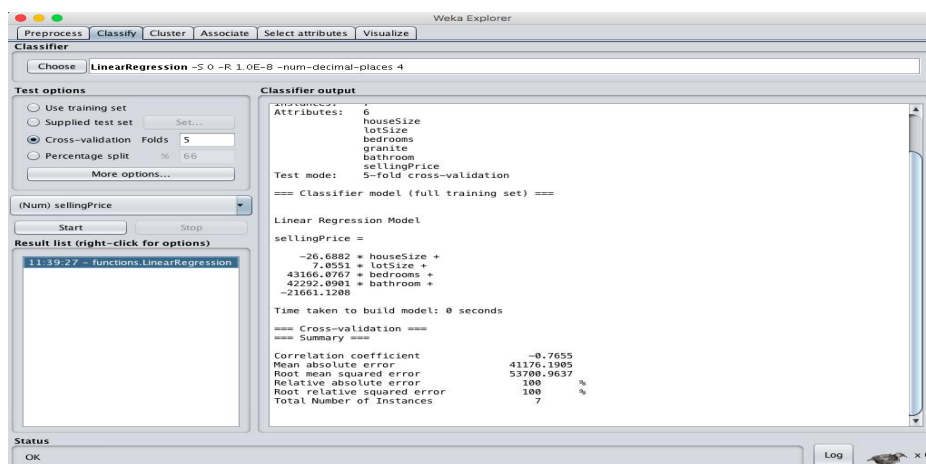 Weka Explorer
Preprocess Classify Cluster Associate Select attributes Visualize
Classifier
Choose LinearRegression -S 0 -R 1.0E-8 -num-decimal-places 4
Test options
Use training set
Supplied test set Set...
Cross-validation Folds 5
Percentage split % 66
More options...
(Num) sellingPrice
Start Stop
Result list (right-click for options)
11:39:27 - functions.LinearRegression
Classifier output
Instances: 7
Attributes: 6
houseSize
lotSize
bedrooms
granite
bathroom
sellingPrice
Test mode: 5-fold cross-validation
=== Classifier model (full training set) ===
Linear Regression Model
sellingPrice =
-26.6882 * houseSize +
7.0551 * lotSize +
43166.0767 * bedrooms +
42292.0901 * bathroom +
-21661.1208
Time taken to build model: 0 seconds
=== Cross-validation ===
=== Summary ===
Correlation coefficient -0.7655
Mean absolute error 41176.1905
Root mean squared error 53700.9637
Relative absolute error 100 %
Root relative squared error 100 %
Total Number of Instances 7
Status
OK
Log